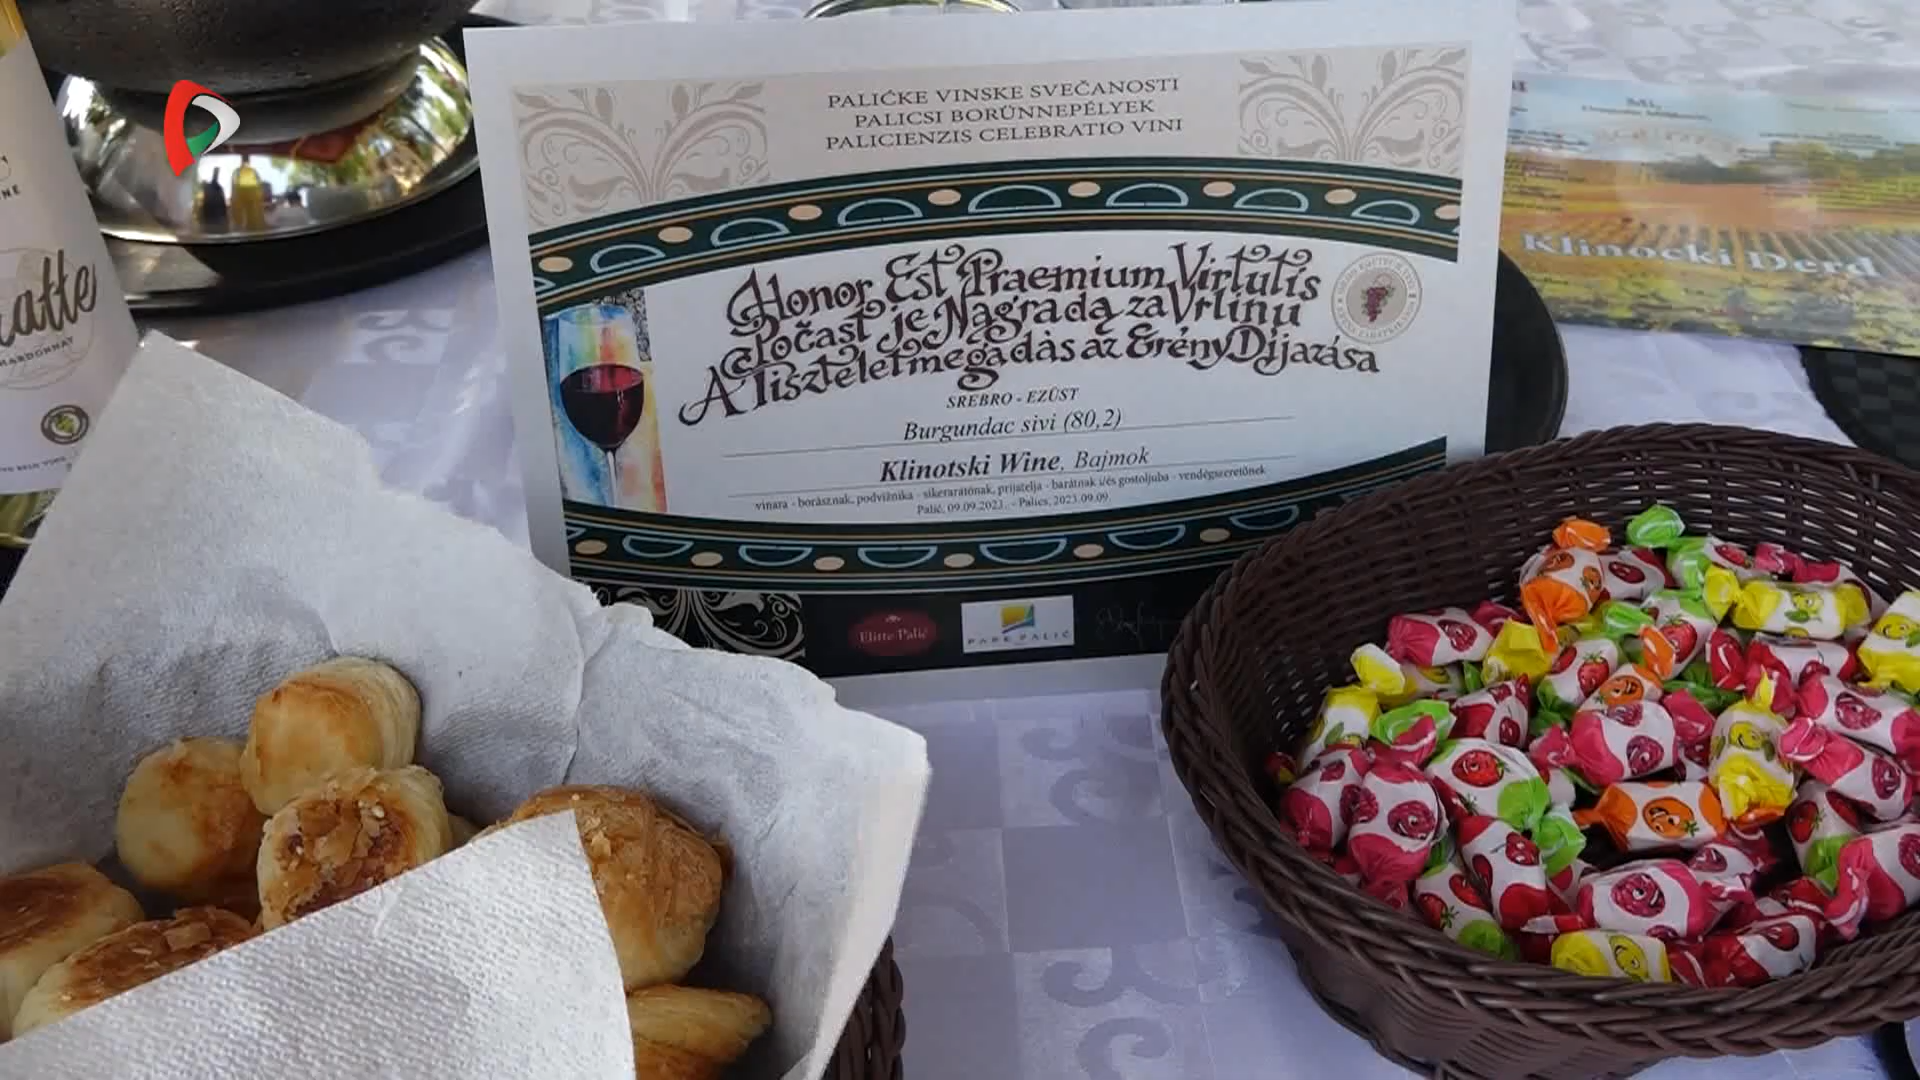 PALIĆKE VINSKE SVEČANOSTI
PALICSI BORÜNNEPÉLYEK
PALICIENZIS CELEBRATIO VINI
Honor Est Praemium Virtutis
Počast je Nagrada za Vrlinu
A Tiszteletmegadás az Erény Díjazása
SREBRO - EZÜST
Burgundac sivi (80,2)
Klinotski Wine, Bajmok
vinara - borásznak, podvižnika - sikeraratónak, prijatelja - barátnak i/és gostoljuba - vendégszeretőnek
Palić, 09.09.2023. - Palics, 2023.09.09.
Elitte Palić
PARK PALIĆ
Klinocki Đerđ